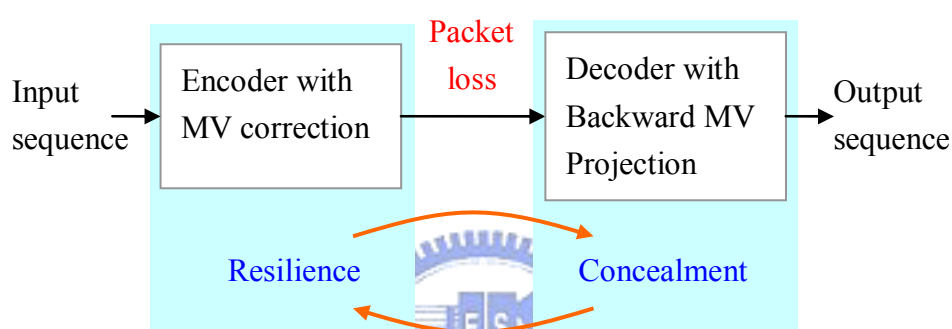 Input
sequence
Encoder with
MV correction
Packet
loss
Decoder with
Backward MV
Projection
Output
sequence
Resilience
Concealment